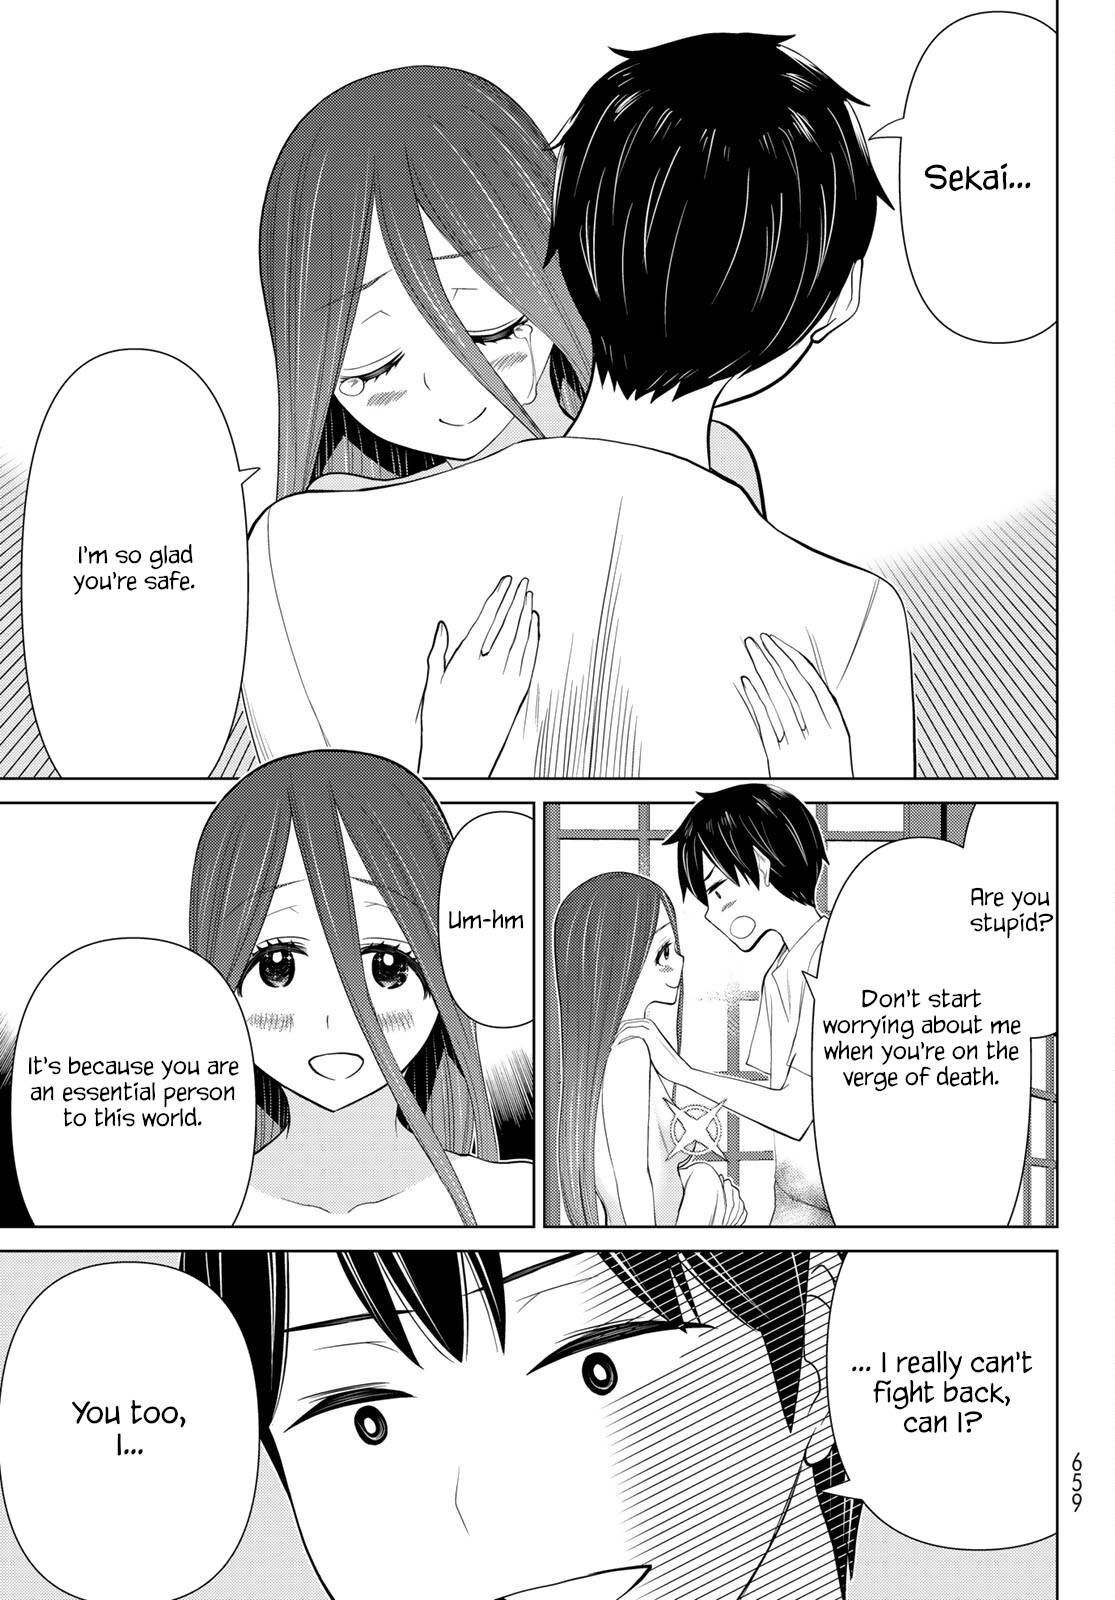 Sekai...
I'm so glad
you're safe.
Are you
stupid?
Don't start
worrying about me
when you're on the
verge of death.
Um-hm
It's because you are
an essential person
to this world.
... I really can't
fight back,
can I?
You too,
I...
659